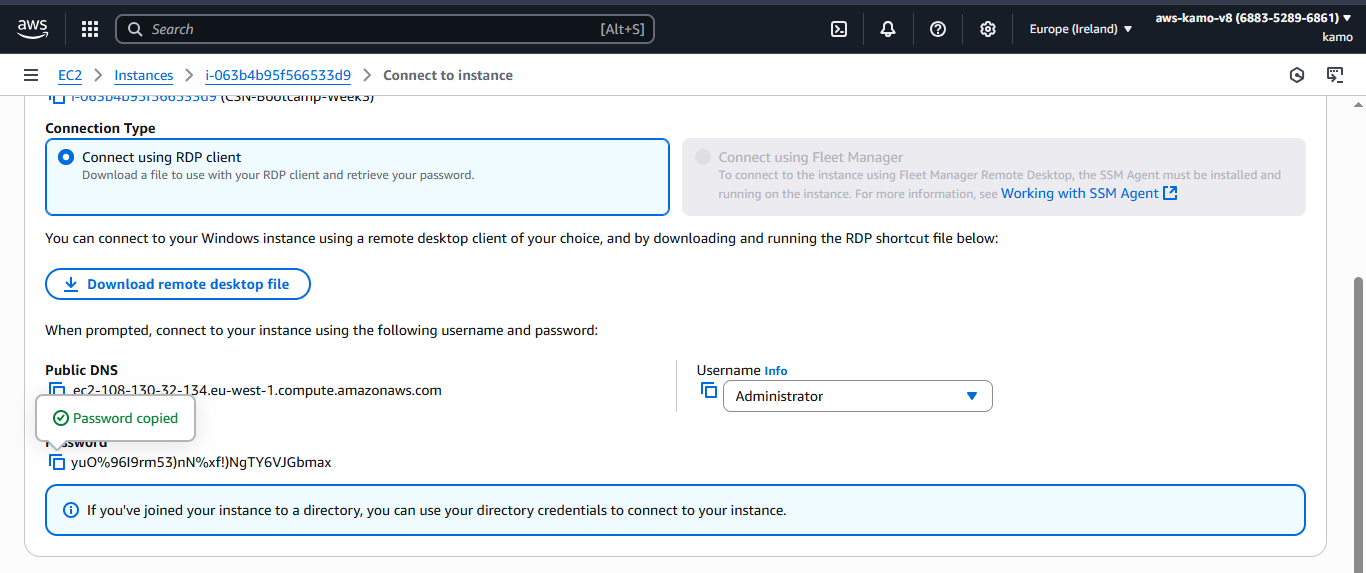 aws
Search
[Alt+S]
Europe (Ireland)
aws-kamo-v8 (6883-5289-6861)
kamo
EC2
Instances
i-063b4b95f566533d9
Connect to instance
i-063b4b95f566533d9 (CSN-Bootcamp-Week3)
Connection Type
Connect using RDP client
Download a file to use with your RDP client and retrieve your password.
Connect using Fleet Manager
To connect to the instance using Fleet Manager Remote Desktop, the SSM Agent must be installed and
running on the instance. For more information, see Working with SSM Agent
You can connect to your Windows instance using a remote desktop client of your choice, and by downloading and running the RDP shortcut file below:
Download remote desktop file
When prompted, connect to your instance using the following username and password:
Public DNS
ec2-108-130-32-134.eu-west-1.compute.amazonaws.com
Username Info
Administrator
Password copied
Password
yuO%96I9rm53)nN%xf!)NgTY6VJGbmax
If you've joined your instance to a directory, you can use your directory credentials to connect to your instance.